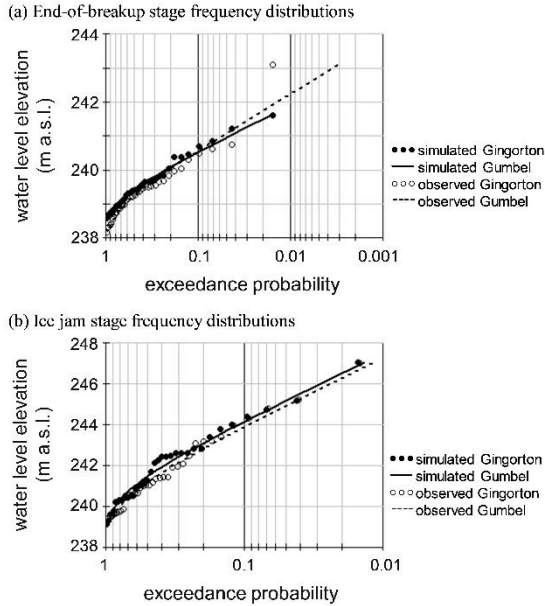 (a) End-of-breakup stage frequency distributions
water level elevation
(m a.s.l.)
244
242
240
238
1 0.1 0.01 0.001
exceedance probability
simulated Gingorton
simulated Gumbel
observed Gingorton
observed Gumbel
(b) Ice jam stage frequency distributions
water level elevation
(m a.s.l.)
248
246
244
242
240
238
1 0.1 0.01
exceedance probability
simulated Gingorton
simulated Gumbel
observed Gingorton
observed Gumbel